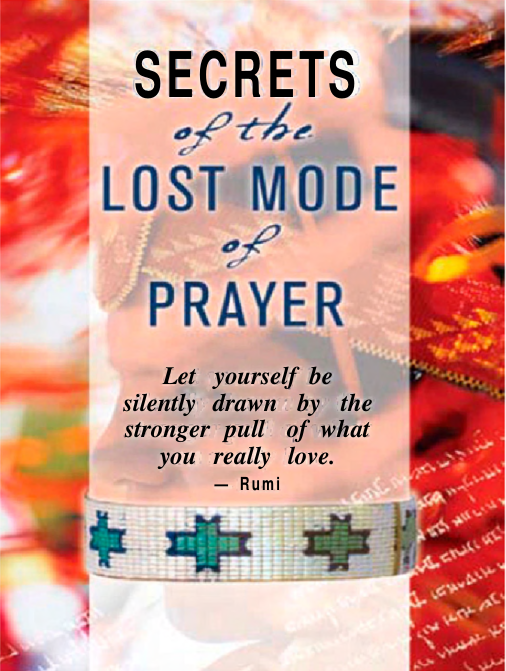 SECRETS
of the
LOST MODE
of
PRAYER
Let yourself be
silently drawn by the
stronger pull of what
you really love.
— Rumi